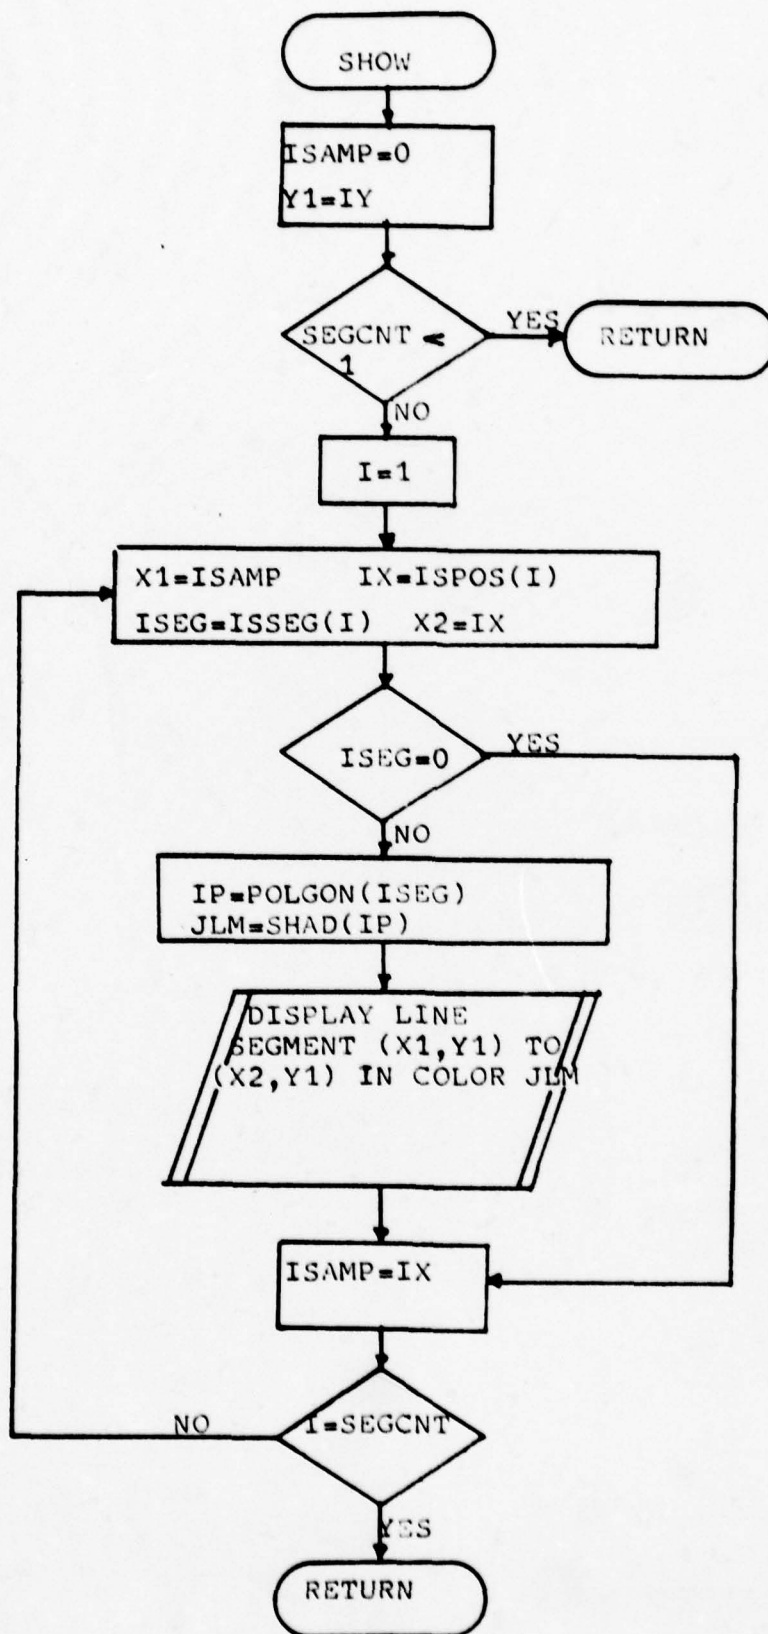 SHOW
ISAMP=0
Y1=IY
SEGCNT <
1
YES
RETURN
NO
I=1
X1=ISAMP IX=ISPOS(I)
ISEG=ISSEG(I) X2=IX
ISEG=0
YES
NO
IP=POLGON(ISEG)
JLM=SHAD(IP)
DISPLAY LINE
SEGMENT (X1,Y1) TO
(X2,Y1) IN COLOR JLM
ISAMP=IX
I=SEGCNT
NO
YES
RETURN